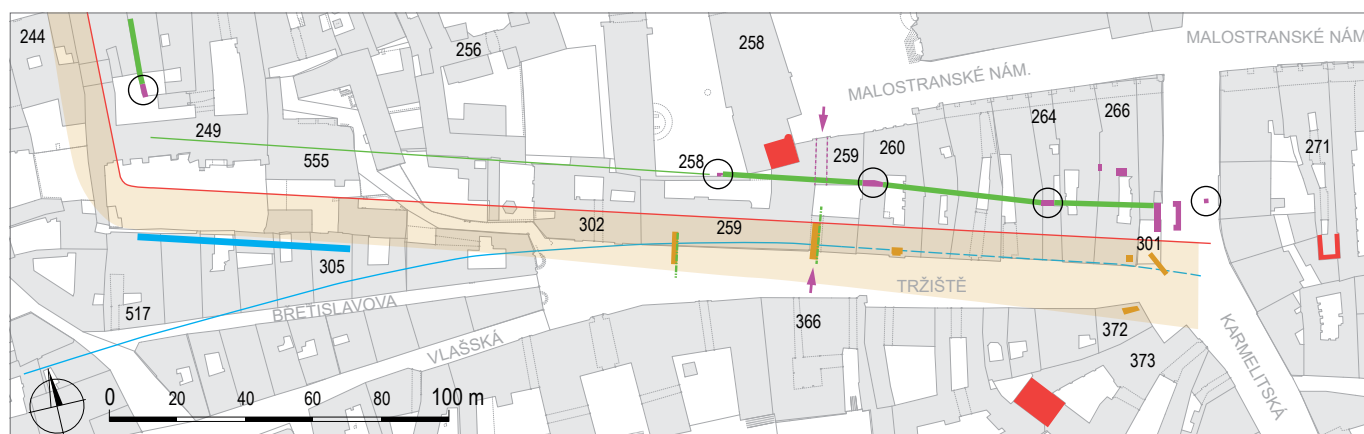 244
256
258
MALOSTRANSKÉ NÁM.
MALOSTRANSKÉ NÁM.
249
555
258
259
260
264
266
271
302
259
301
305
TRŽIŠTĚ
517
BŘETISLAVOVA
VLAŠSKÁ
366
372
373
KARMELITSKÁ
0 20 40 60 80 100 m